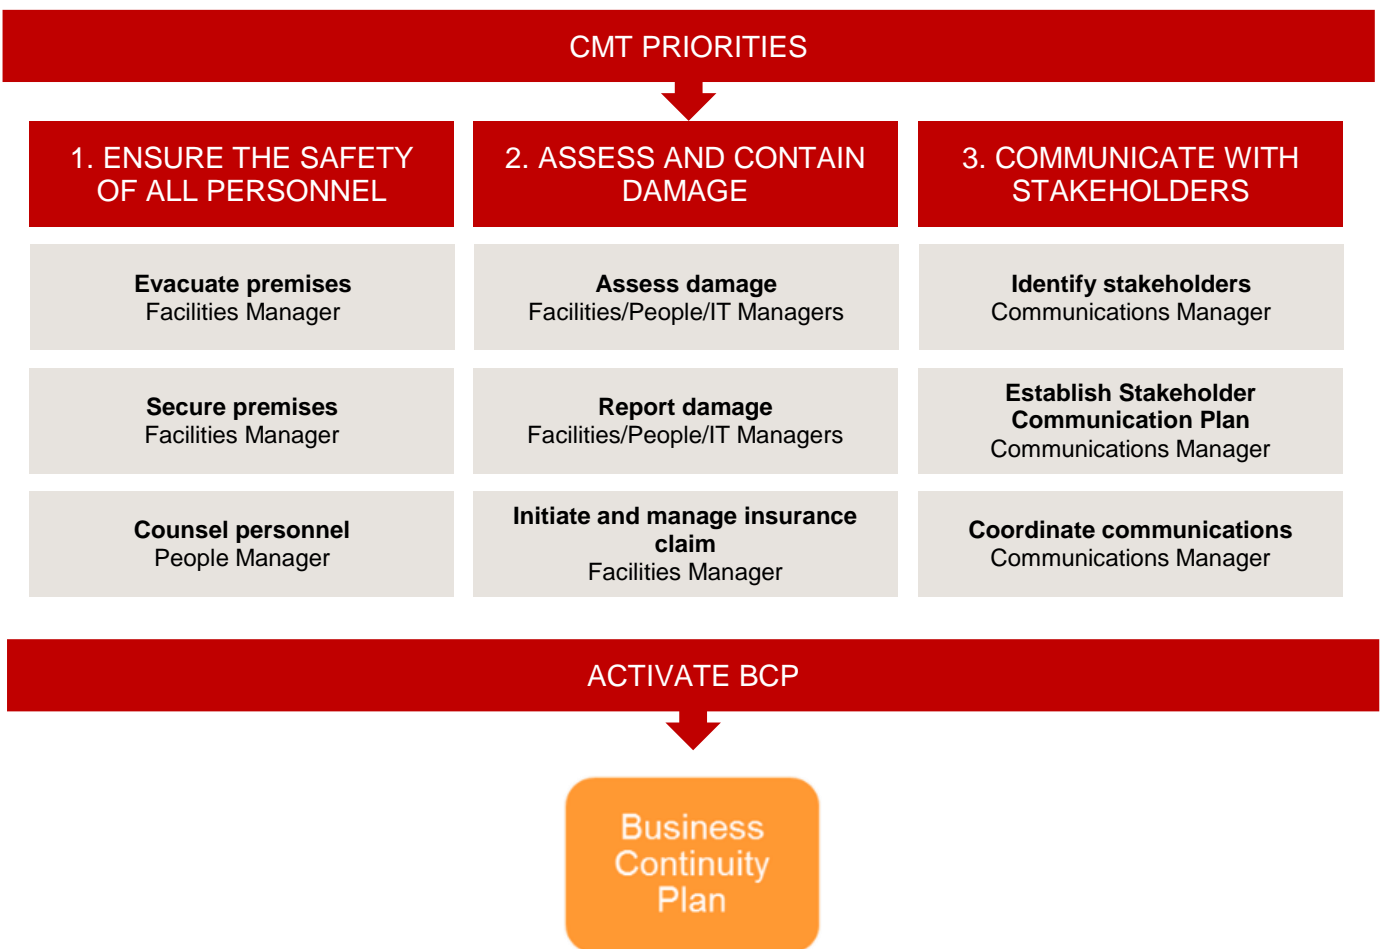 CMT PRIORITIES
1. ENSURE THE SAFETY
OF ALL PERSONNEL
Evacuate premises
Facilities Manager
Secure premises
Facilities Manager
Counsel personnel
People Manager
2. ASSESS AND CONTAIN
DAMAGE
Assess damage
Facilities/People/IT Managers
Report damage
Facilities/People/IT Managers
Initiate and manage insurance
claim
Facilities Manager
3. COMMUNICATE WITH
STAKEHOLDERS
Identify stakeholders
Communications Manager
Establish Stakeholder
Communication Plan
Communications Manager
Coordinate communications
Communications Manager
ACTIVATE BCP
Business
Continuity
Plan